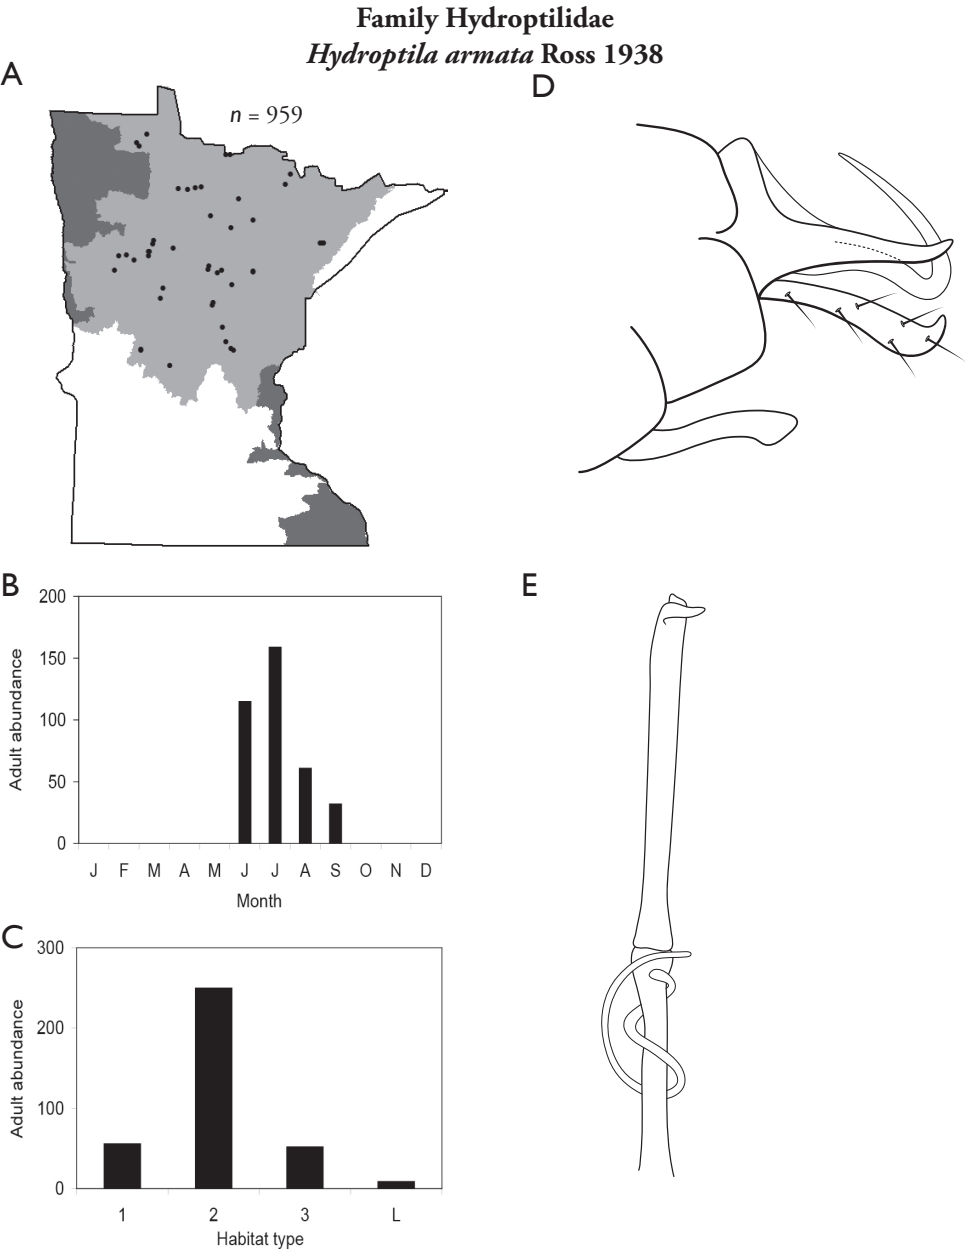 Family Hydroptilidae
Hydroptila armata Ross 1938
A
n = 959
D
B
200
150
100
50
0
Adult abundance
J F M A M J J A S O N D
Month
E
C
300
200
100
0
Adult abundance
1 2 3 L
Habitat type